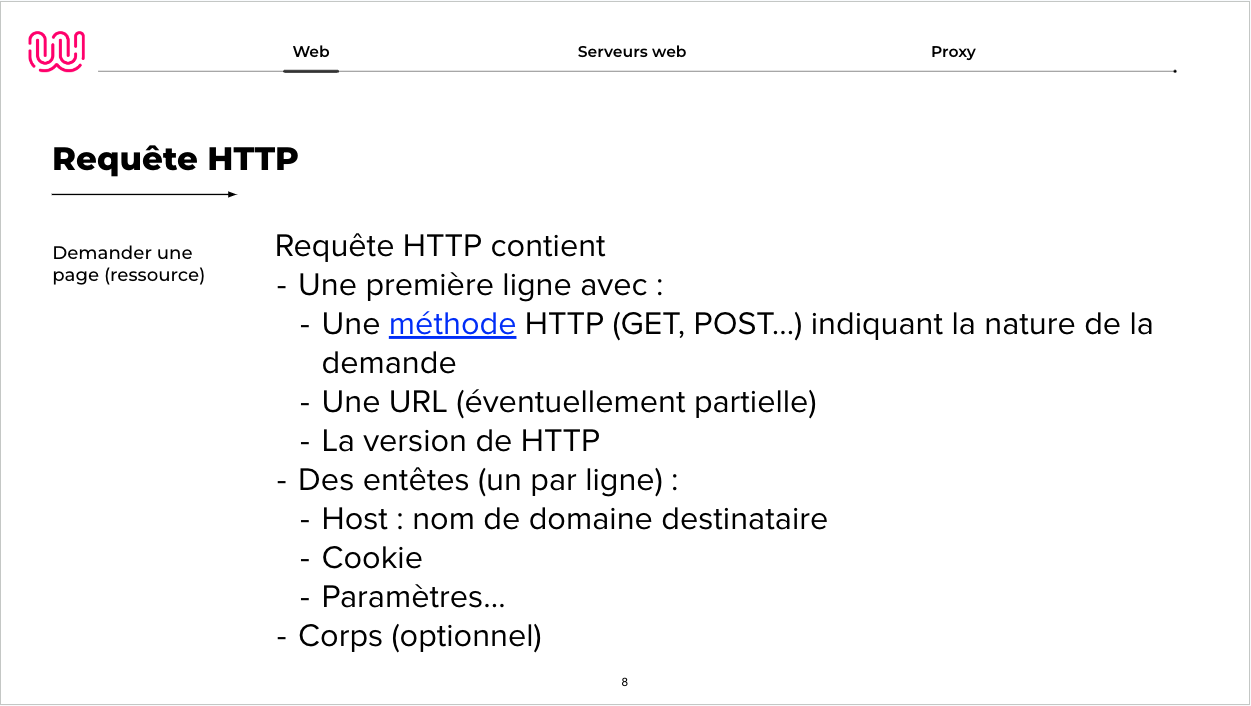 Web
Serveurs web
Proxy
Requête HTTP
Demander une
page (ressource)
Requête HTTP contient
- Une première ligne avec :
- Une méthode HTTP (GET, POST...) indiquant la nature de la
demande
- Une URL (éventuellement partielle)
- La version de HTTP
- Des entêtes (un par ligne) :
- Host : nom de domaine destinataire
- Cookie
- Paramètres...
- Corps (optionnel)
8